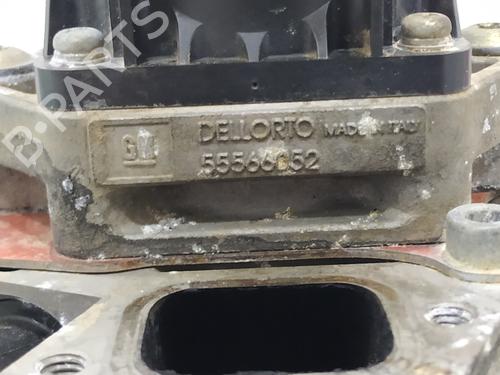 B-PARTS
GM
DELLORTO MADE IN ITALY
55566052